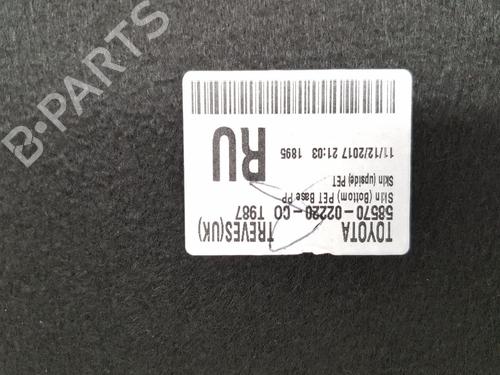 TOYOTA TREVES(UK)
58570-02220-C0 T987
Skin (Bottom) PET Base PP
Skin (upside) PET
RU
11/12/2017 21:03 1895
B-PARTS